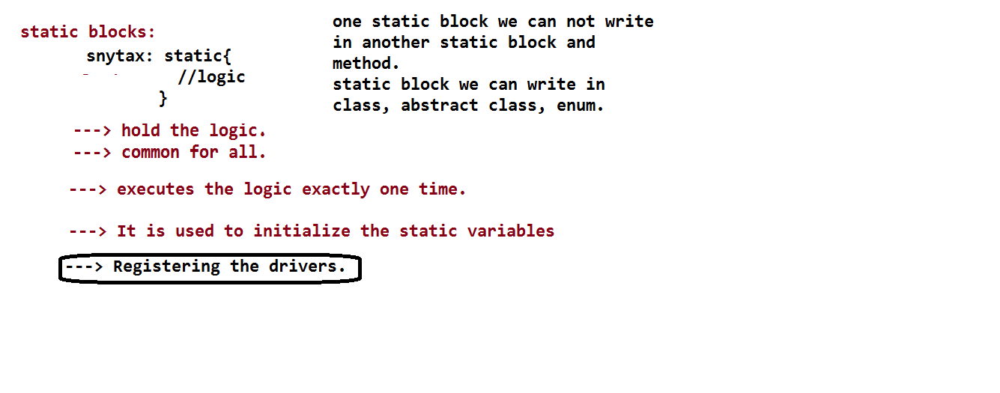 static blocks:
snytax: static{
//logic
}
---> hold the logic.
---> common for all.
---> executes the logic exactly one time.
---> It is used to initialize the static variables
---> Registering the drivers.
one static block we can not write
in another static block and
method.
static block we can write in
class, abstract class, enum.